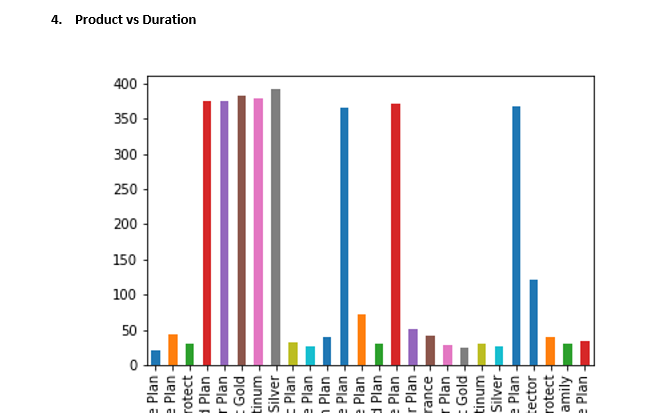 4. Product vs Duration
400
350
300
250
200
150
100
50
0
e Plan
e Plan
rotect
d Plan
r Plan
Gold
tinum
Silver
Plan
e Plan
n Plan
e Plan
e Plan
d Plan
e Plan
r Plan
rance
r Plan
Gold
tinum
Silver
e Plan
ector
rotect
amily
e Plan